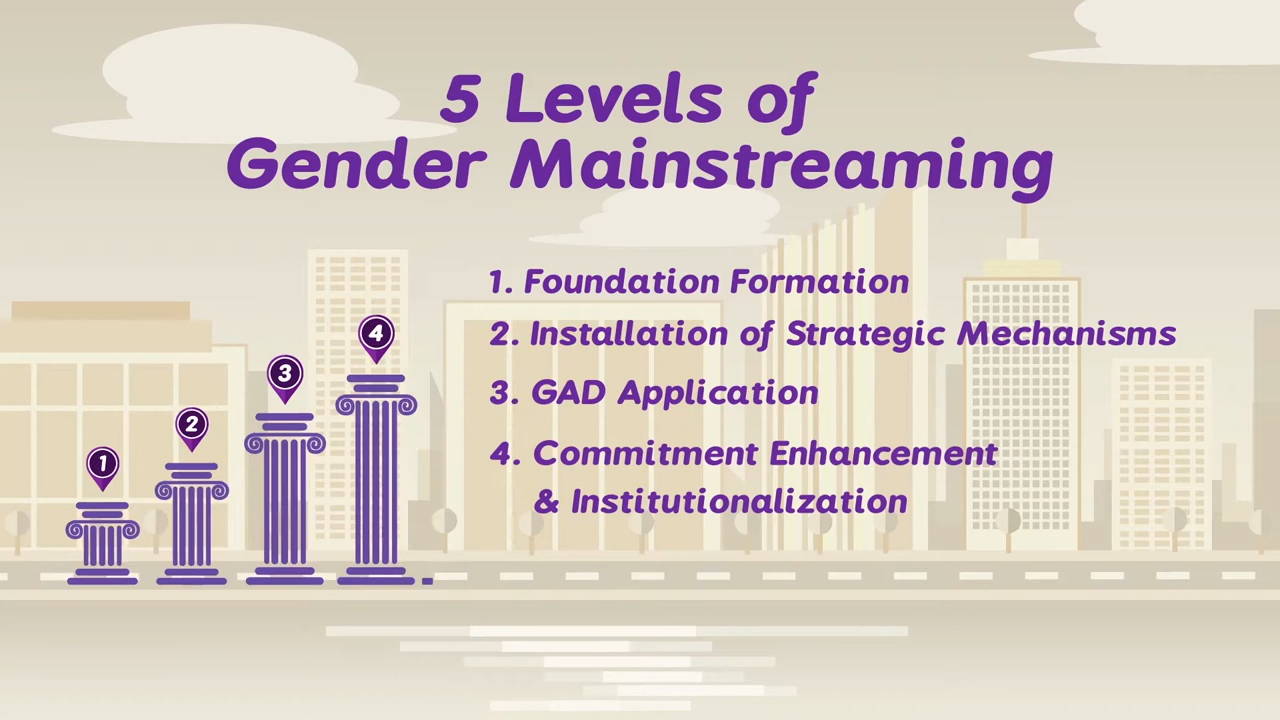 5 Levels of
Gender Mainstreaming
1. Foundation Formation
2. Installation of Strategic Mechanisms
3. GAD Application
4. Commitment Enhancement
& Institutionalization
1
2
3
4